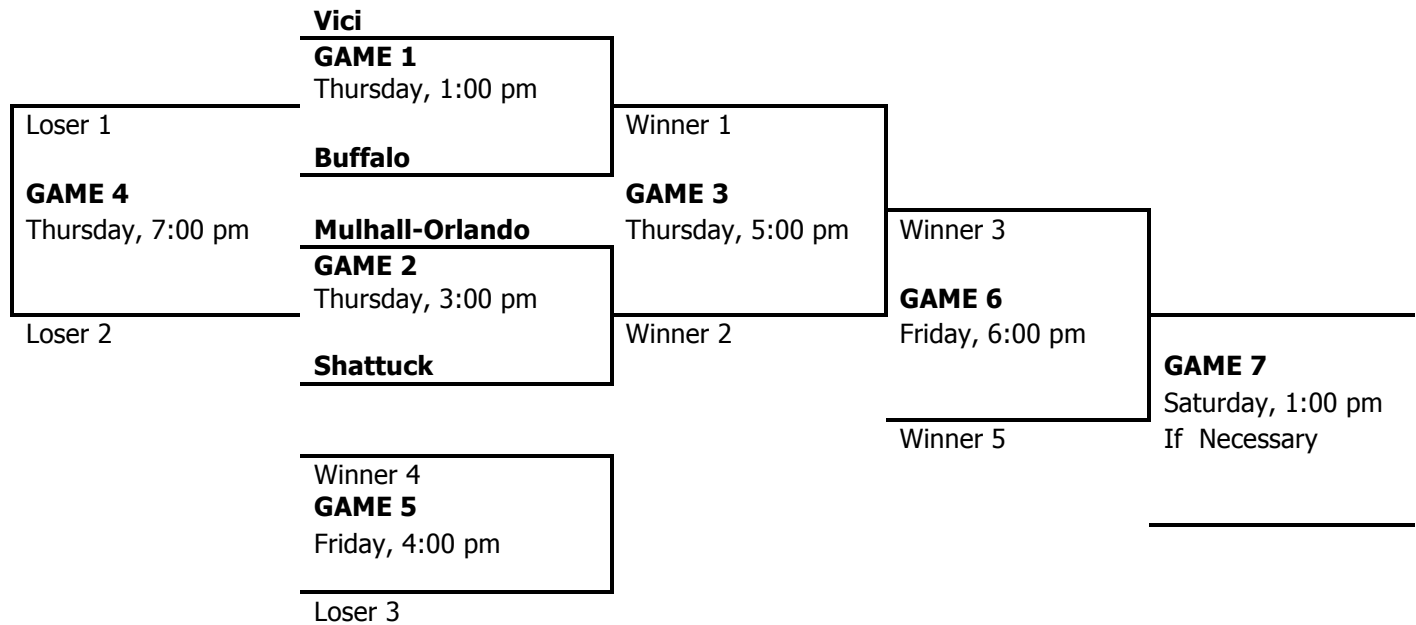 Vici
GAME 1
Thursday, 1:00 pm
Loser 1
Winner 1
Buffalo
GAME 4
GAME 3
Thursday, 7:00 pm
Mulhall-Orlando
Thursday, 5:00 pm
Winner 3
GAME 2
Thursday, 3:00 pm
GAME 6
Loser 2
Winner 2
Friday, 6:00 pm
Shattuck
GAME 7
Saturday, 1:00 pm
Winner 5
If Necessary
Winner 4
GAME 5
Friday, 4:00 pm
Loser 3